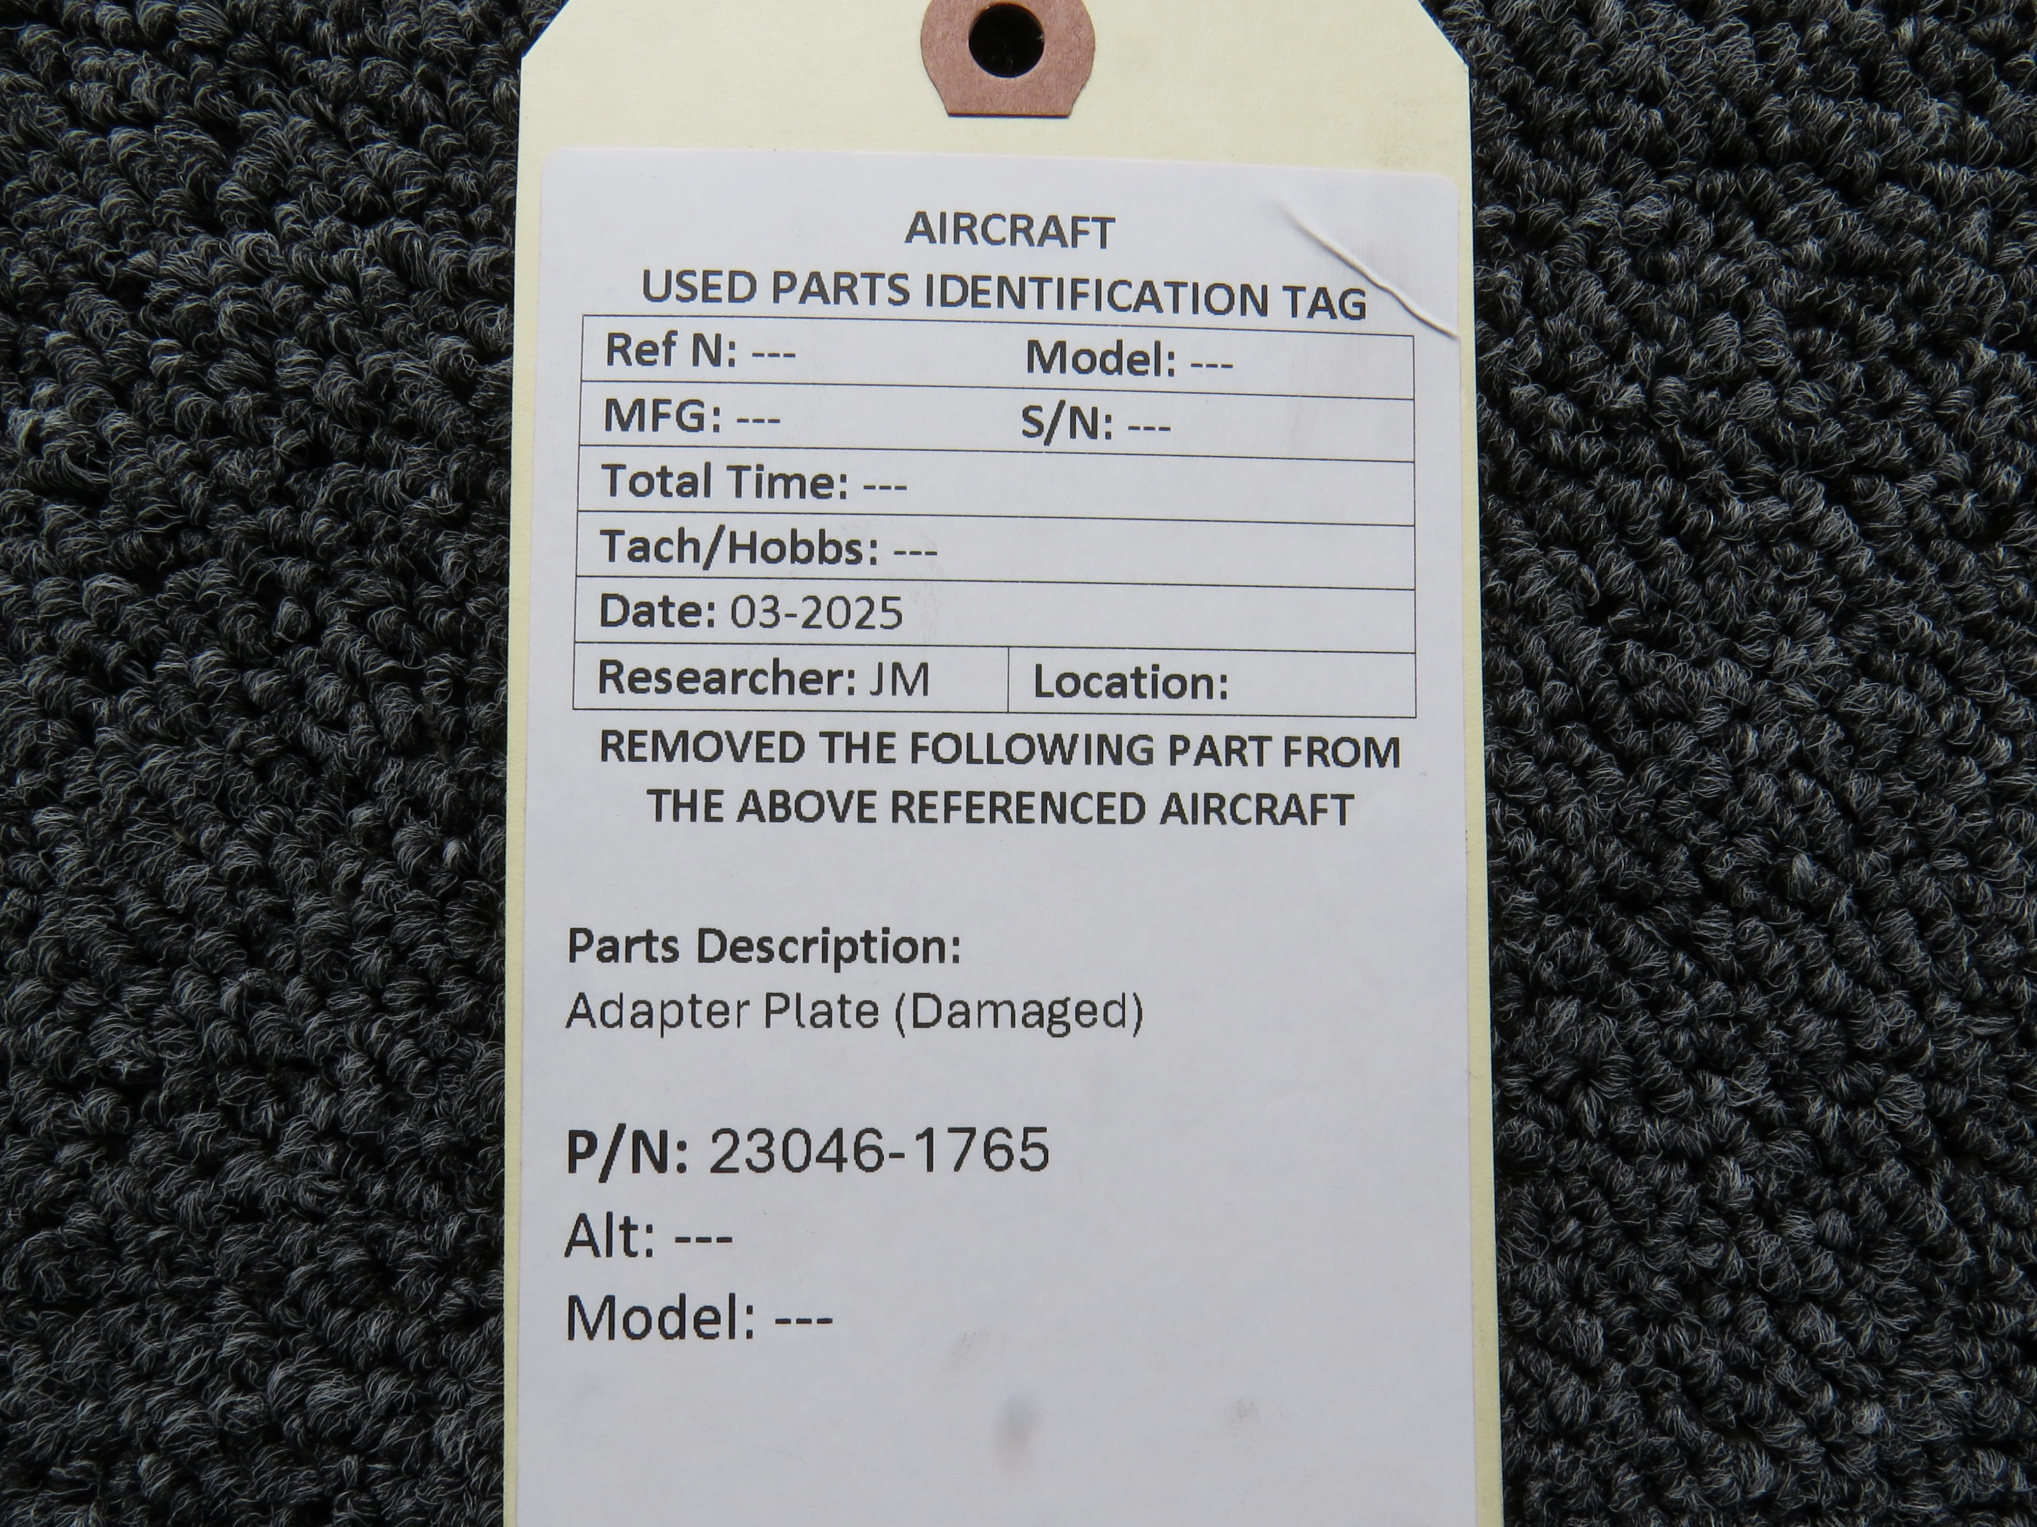 AIRCRAFT
USED PARTS IDENTIFICATION TAG
Ref N: --- Model: ---
MFG: --- S/N: ---
Total Time: ---
Tach/Hobbs: ---
Date: 03-2025
Researcher: JM Location:
REMOVED THE FOLLOWING PART FROM
THE ABOVE REFERENCED AIRCRAFT
Parts Description:
Adapter Plate (Damaged)
P/N: 23046-1765
Alt: ---
Model: ---